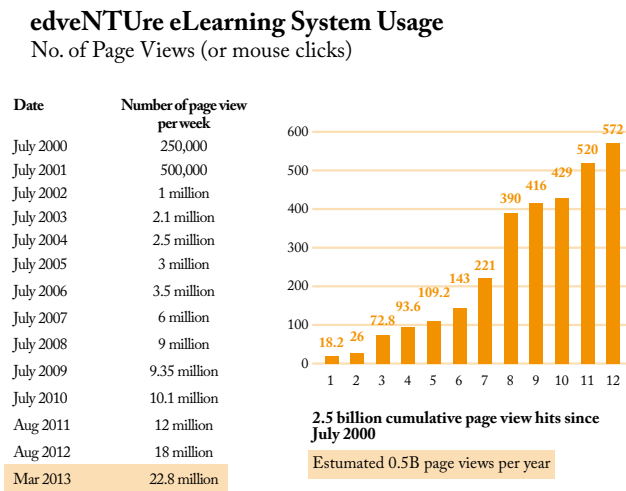 edveNTUre eLearning System Usage
No. of Page Views (or mouse clicks)
Date Number of page view
per week
July 2000 250,000
July 2001 500,000
July 2002 1 million
July 2003 2.1 million
July 2004 2.5 million
July 2005 3 million
July 2006 3.5 million
July 2007 6 million
July 2008 9 million
July 2009 9.35 million
July 2010 10.1 million
Aug 2011 12 million
Aug 2012 18 million
Mar 2013 22.8 million
600
500
400
300
200
100
0
18.2 26 72.8 93.6 109.2 143 221 390 416 429 520 572
1 2 3 4 5 6 7 8 9 10 11 12
2.5 billion cumulative page view hits since
July 2000
Estumated 0.5B page views per year